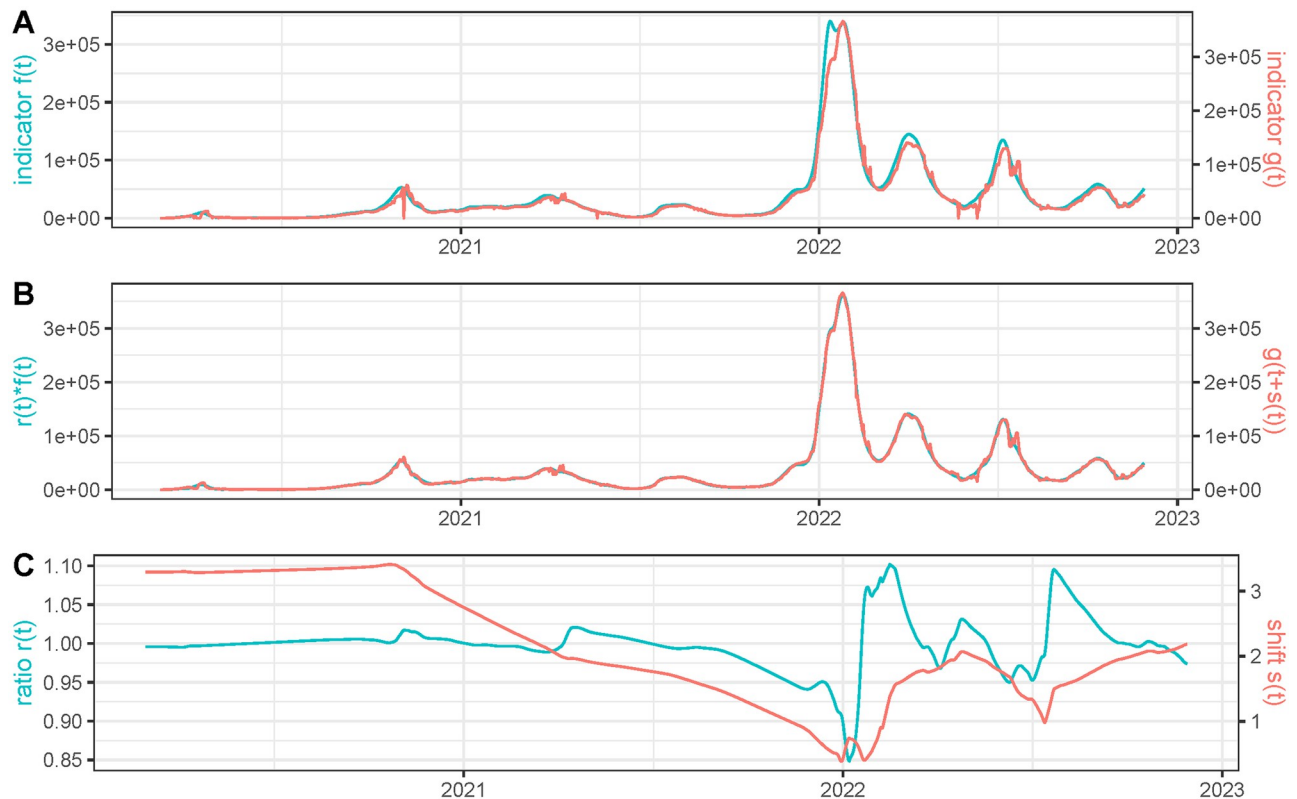 A
indicator f(t)
3e+05
2e+05
1e+05
0e+00
3e+05
2e+05
1e+05
0e+00
indicator g(t)
2021
2022
2023
B
r(t)*f(t)
3e+05
2e+05
1e+05
0e+00
3e+05
2e+05
1e+05
0e+00
g(t+s(t))
2021
2022
2023
C
ratio r(t)
1.10
1.05
1.00
0.95
0.90
0.85
3
2
1
shift s(t)
2021
2022
2023